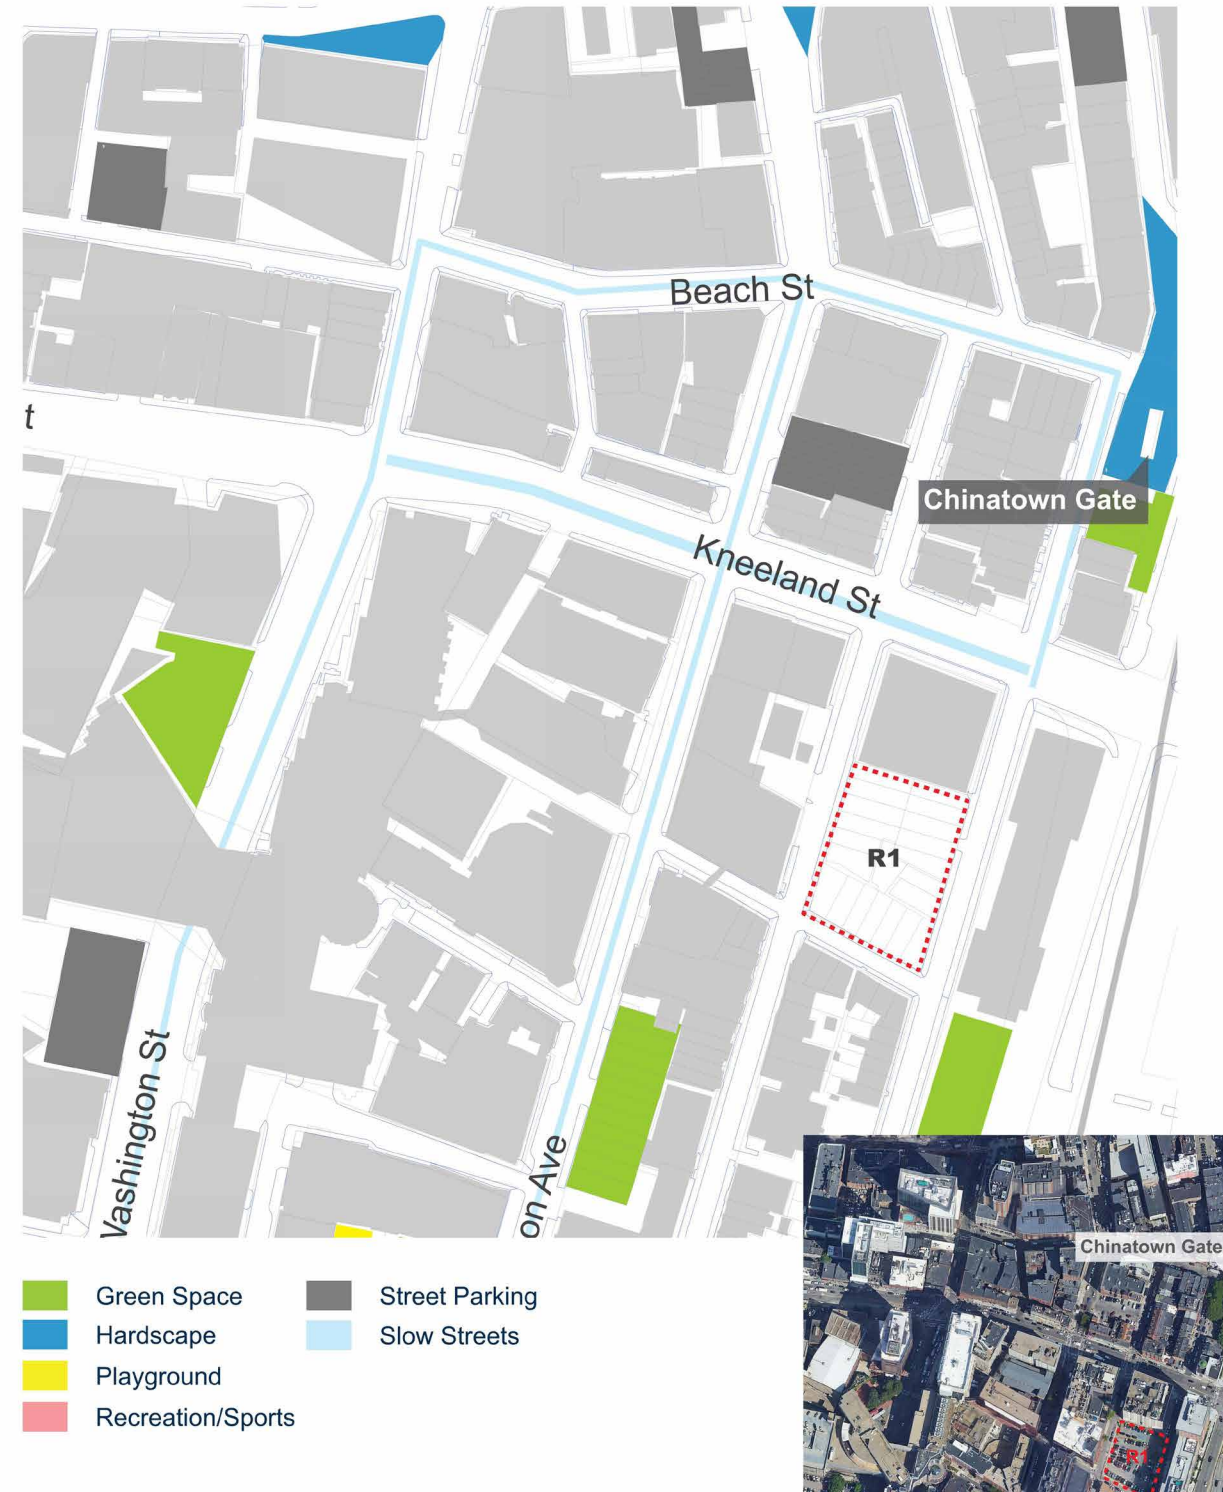 Beach St
t
Chinatown Gate
Kneeland St
R1
Washington St
on Ave
Chinatown Gate
R1
Green Space
Hardscape
Playground
Recreation/Sports
Street Parking
Slow Streets